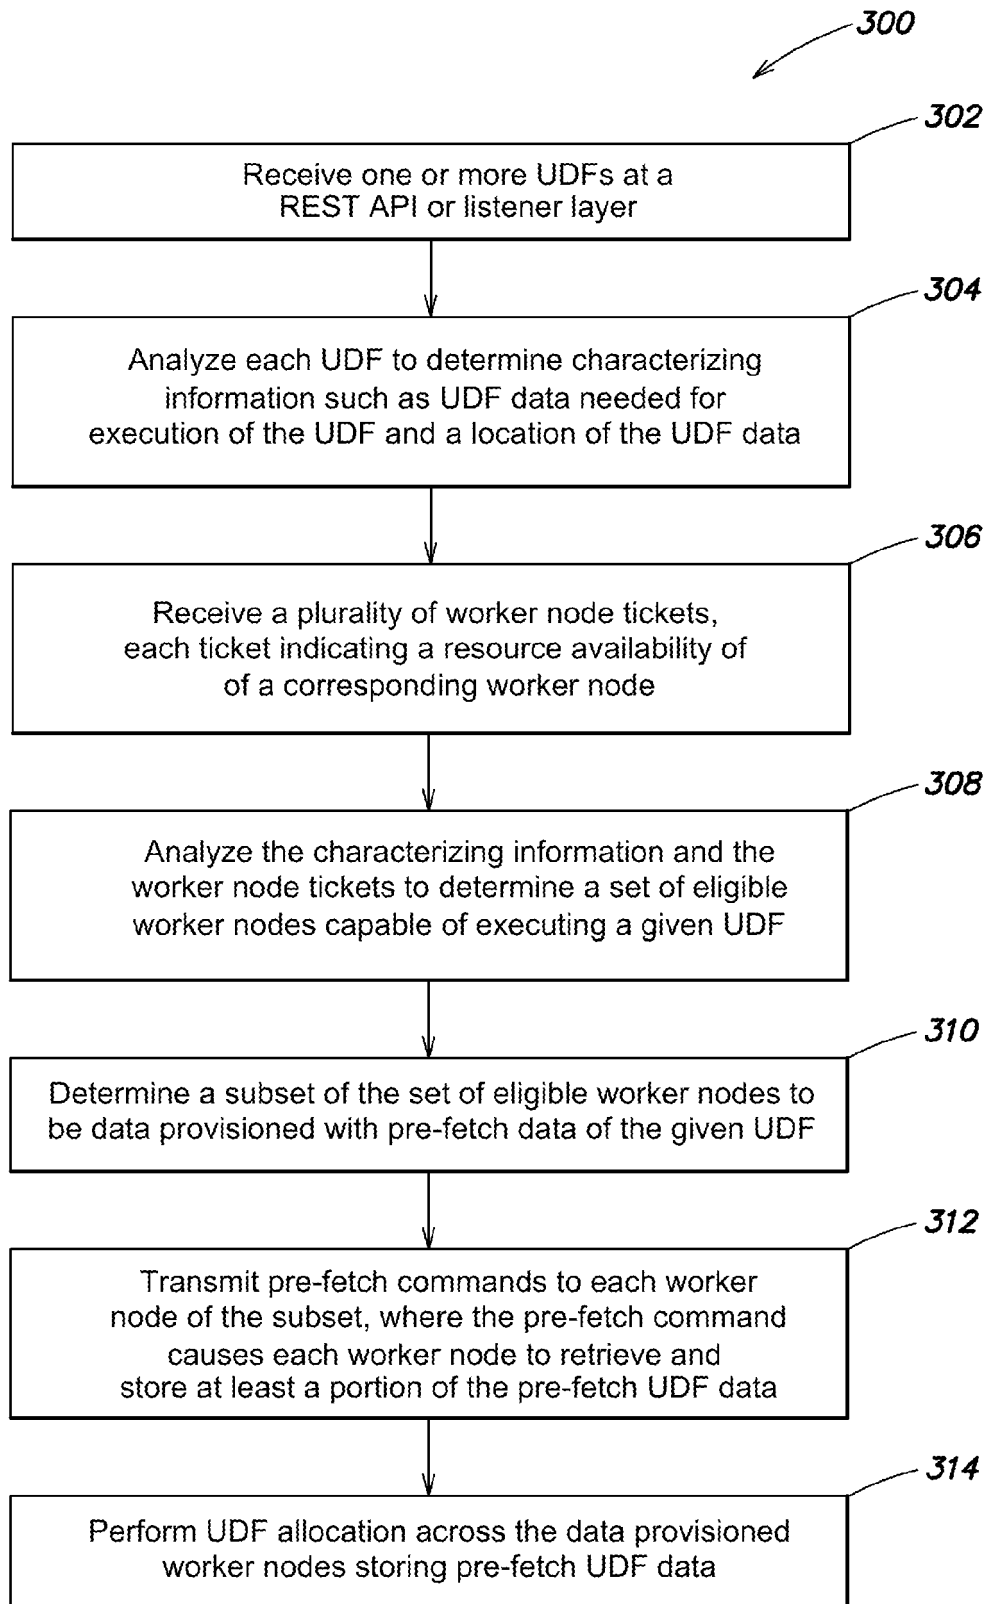 300
302
Receive one or more UDFs at a
REST API or listener layer
304
Analyze each UDF to determine characterizing
information such as UDF data needed for
execution of the UDF and a location of the UDF data
306
Receive a plurality of worker node tickets,
each ticket indicating a resource availability of
of a corresponding worker node
308
Analyze the characterizing information and the
worker node tickets to determine a set of eligible
worker nodes capable of executing a given UDF
310
Determine a subset of the set of eligible worker nodes to
be data provisioned with pre-fetch data of the given UDF
312
Transmit pre-fetch commands to each worker
node of the subset, where the pre-fetch command
causes each worker node to retrieve and
store at least a portion of the pre-fetch UDF data
314
Perform UDF allocation across the data provisioned
worker nodes storing pre-fetch UDF data